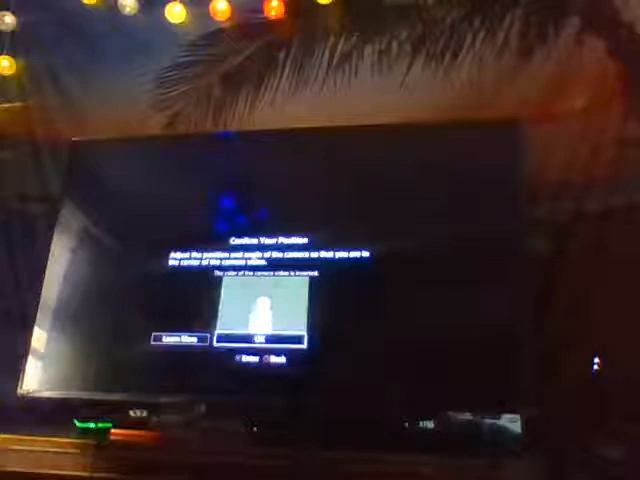 Confirm Your Position
Adjust the position and angle of the camera so that you are in
the center of the camera video.
The color of the camera video is inverted.
Learn More
OK
Enter Back